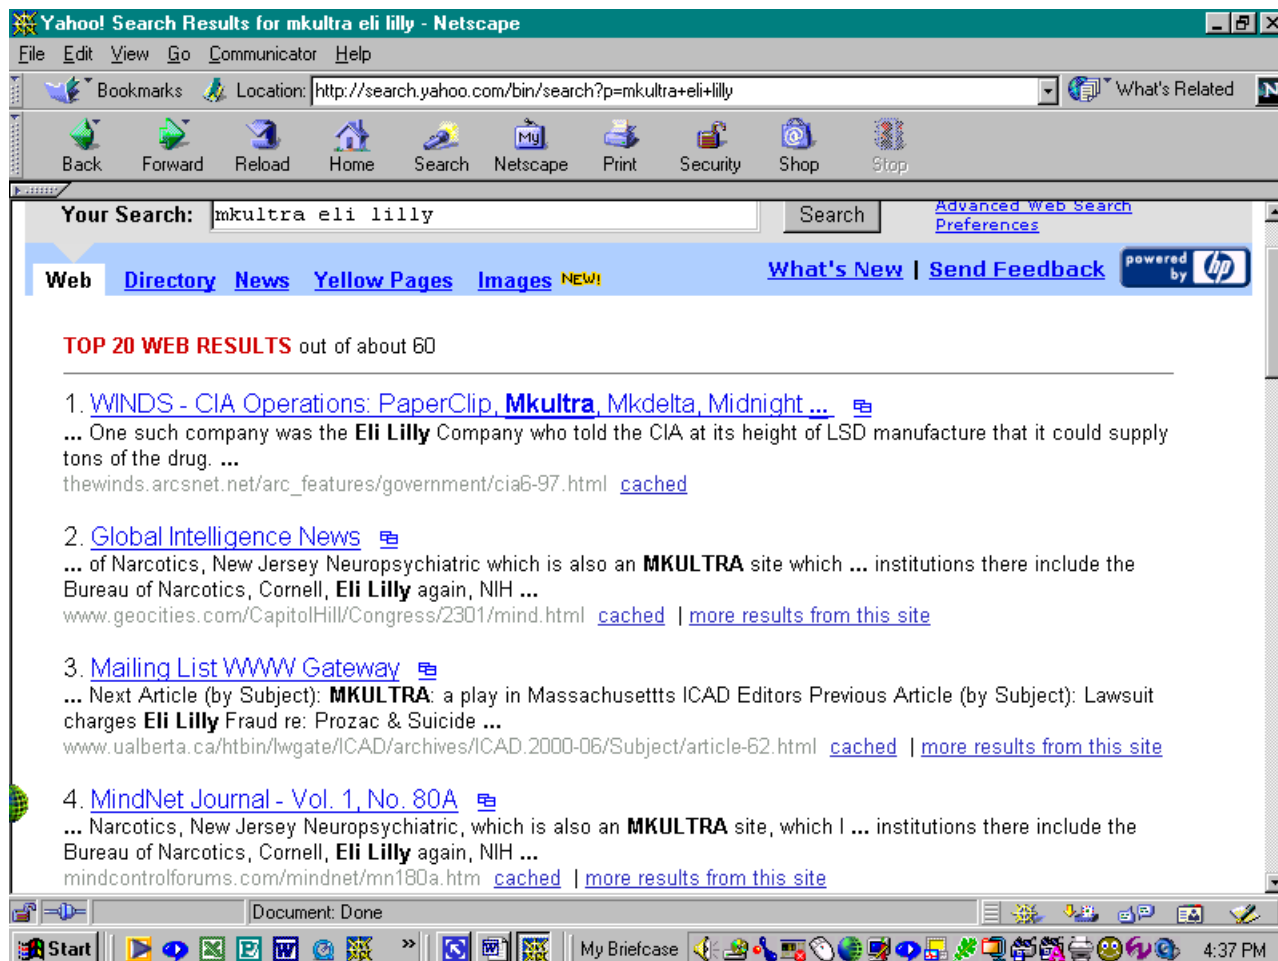 Yahoo! Search Results for mkultra eli lilly - Netscape
File Edit View Go Communicator Help
Bookmarks Location: http://search.yahoo.com/bin/search?p=mkultra+eli+lilly What's Related N
Back Forward Reload Home Search Netscape Print Security Shop Stop
My
Your Search: mkultra eli lilly Search Advanced Web Search
Preferences
Web Directory News Yellow Pages Images NEW! What's New | Send Feedback powered by hp
TOP 20 WEB RESULTS out of about 60
1. WINDS - CIA Operations: PaperClip, Mkultra, Mkdelta, Midnight ...
... One such company was the Eli Lilly Company who told the CIA at its height of LSD manufacture that it could supply
tons of the drug. ...
thewinds.arcsnet.net/arc_features/government/cia6-97.html cached
2. Global Intelligence News
... of Narcotics, New Jersey Neuropsychiatric which is also an MKULTRA site which ... institutions there include the
Bureau of Narcotics, Cornell, Eli Lilly again, NIH ...
www.geocities.com/CapitolHill/Congress/2301/mind.html cached | more results from this site
3. Mailing List WWW Gateway
... Next Article (by Subject): MKULTRA: a play in Massachusettts ICAD Editors Previous Article (by Subject): Lawsuit
charges Eli Lilly Fraud re: Prozac & Suicide ...
www.ualberta.ca/htbin/lwgate/ICAD/archives/ICAD.2000-06/Subject/article-62.html cached | more results from this site
4. MindNet Journal - Vol. 1, No. 80A
... Narcotics, New Jersey Neuropsychiatric, which is also an MKULTRA site, which I ... institutions there include the
Bureau of Narcotics, Cornell, Eli Lilly again, NIH ...
mindcontrolforums.com/mindnet/mn180a.htm cached | more results from this site
Document: Done
Start » My Briefcase 4:37 PM